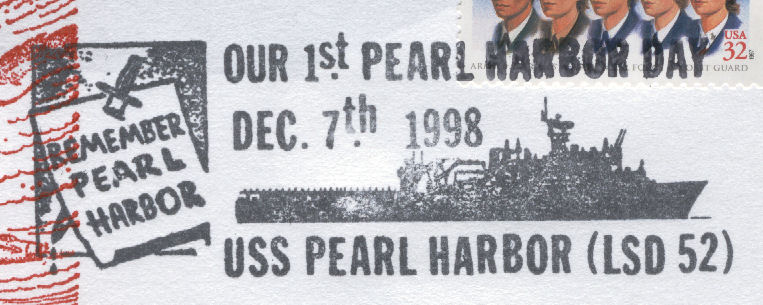 USA
32
OUR 1st. PEARL HARBOR DAY
DEC. 7th. 1998
REMEMBER
PEARL
HARBOR
USS PEARL HARBOR (LSD 52)